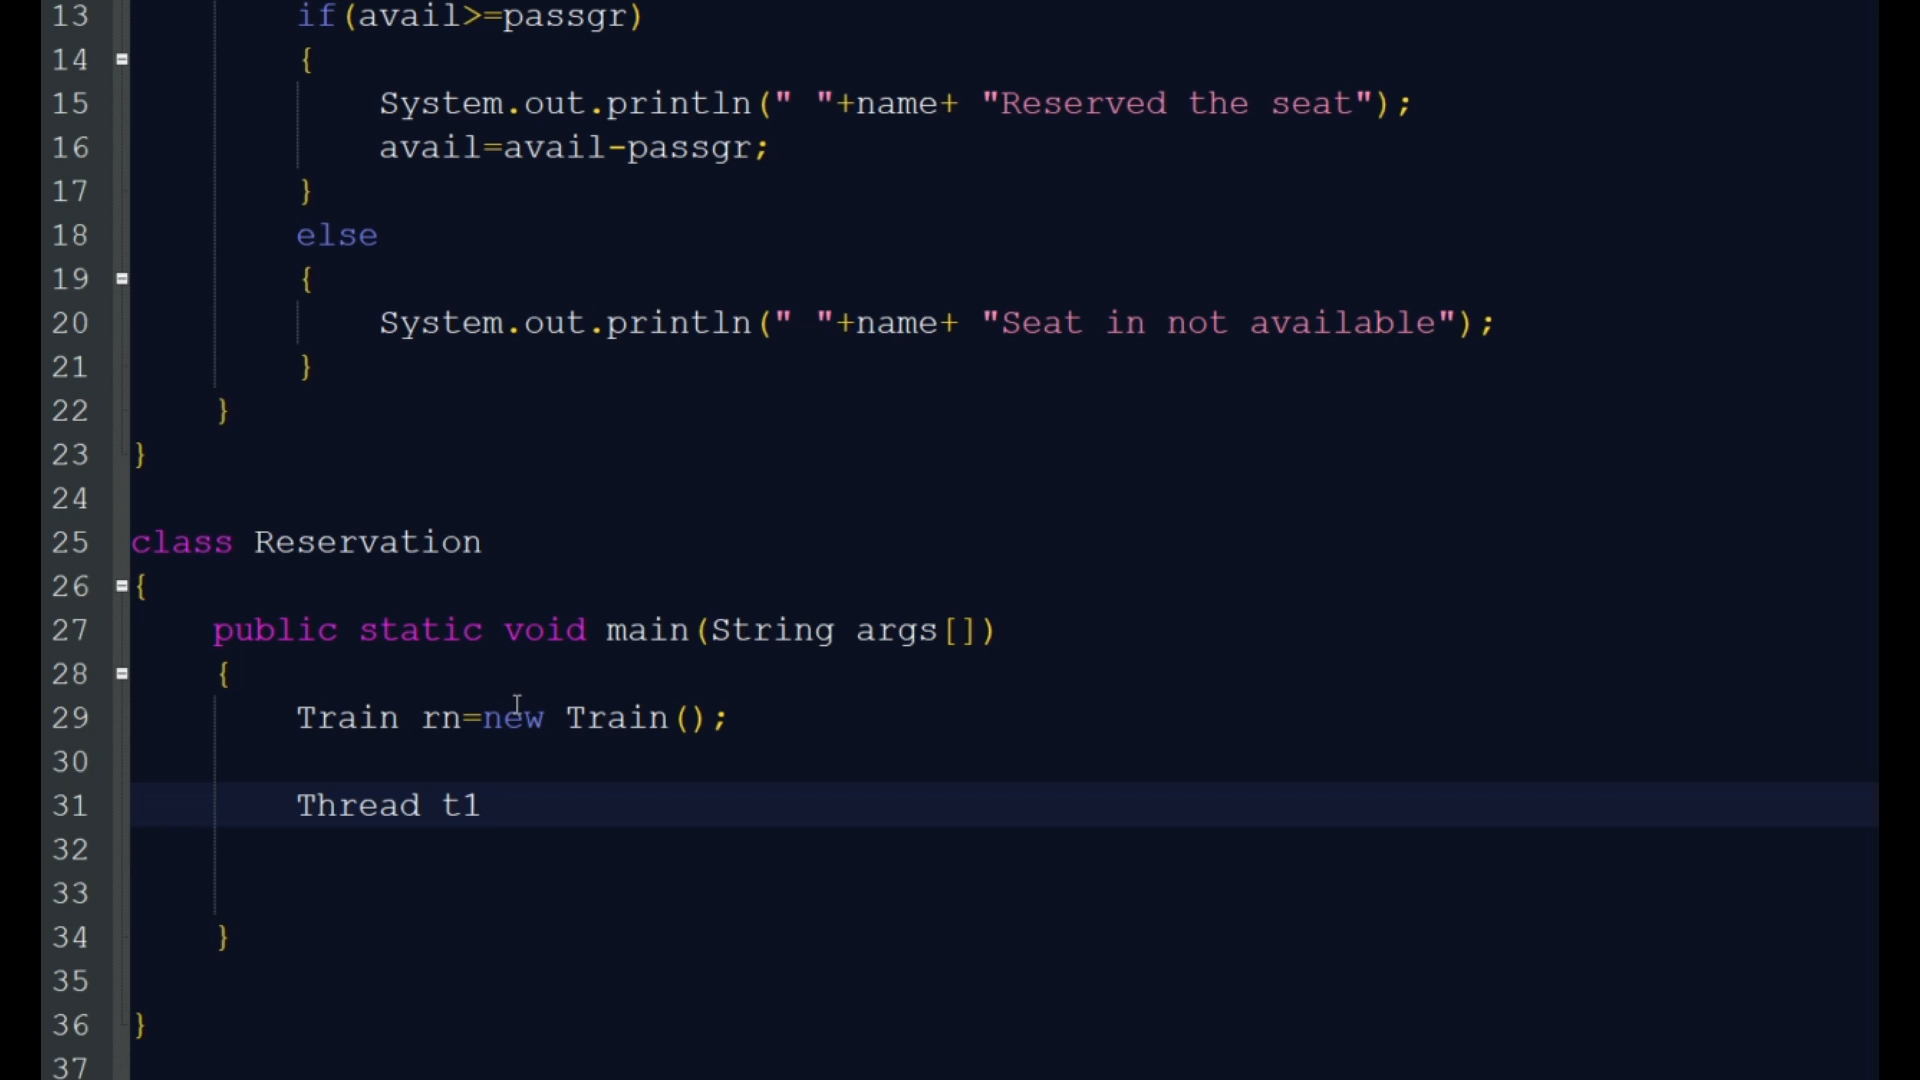 13 if(avail>=passgr)
14 {
15 System.out.println(" "+name+ "Reserved the seat");
16 avail=avail-passgr;
17 }
18 else
19 {
20 System.out.println(" "+name+ "Seat in not available");
21 }
22 }
23 }
24
25 class Reservation
26 {
27 public static void main(String args[])
28 {
29 Train rn=new Train();
30
31 Thread t1
32
33
34 }
35
36 }
37